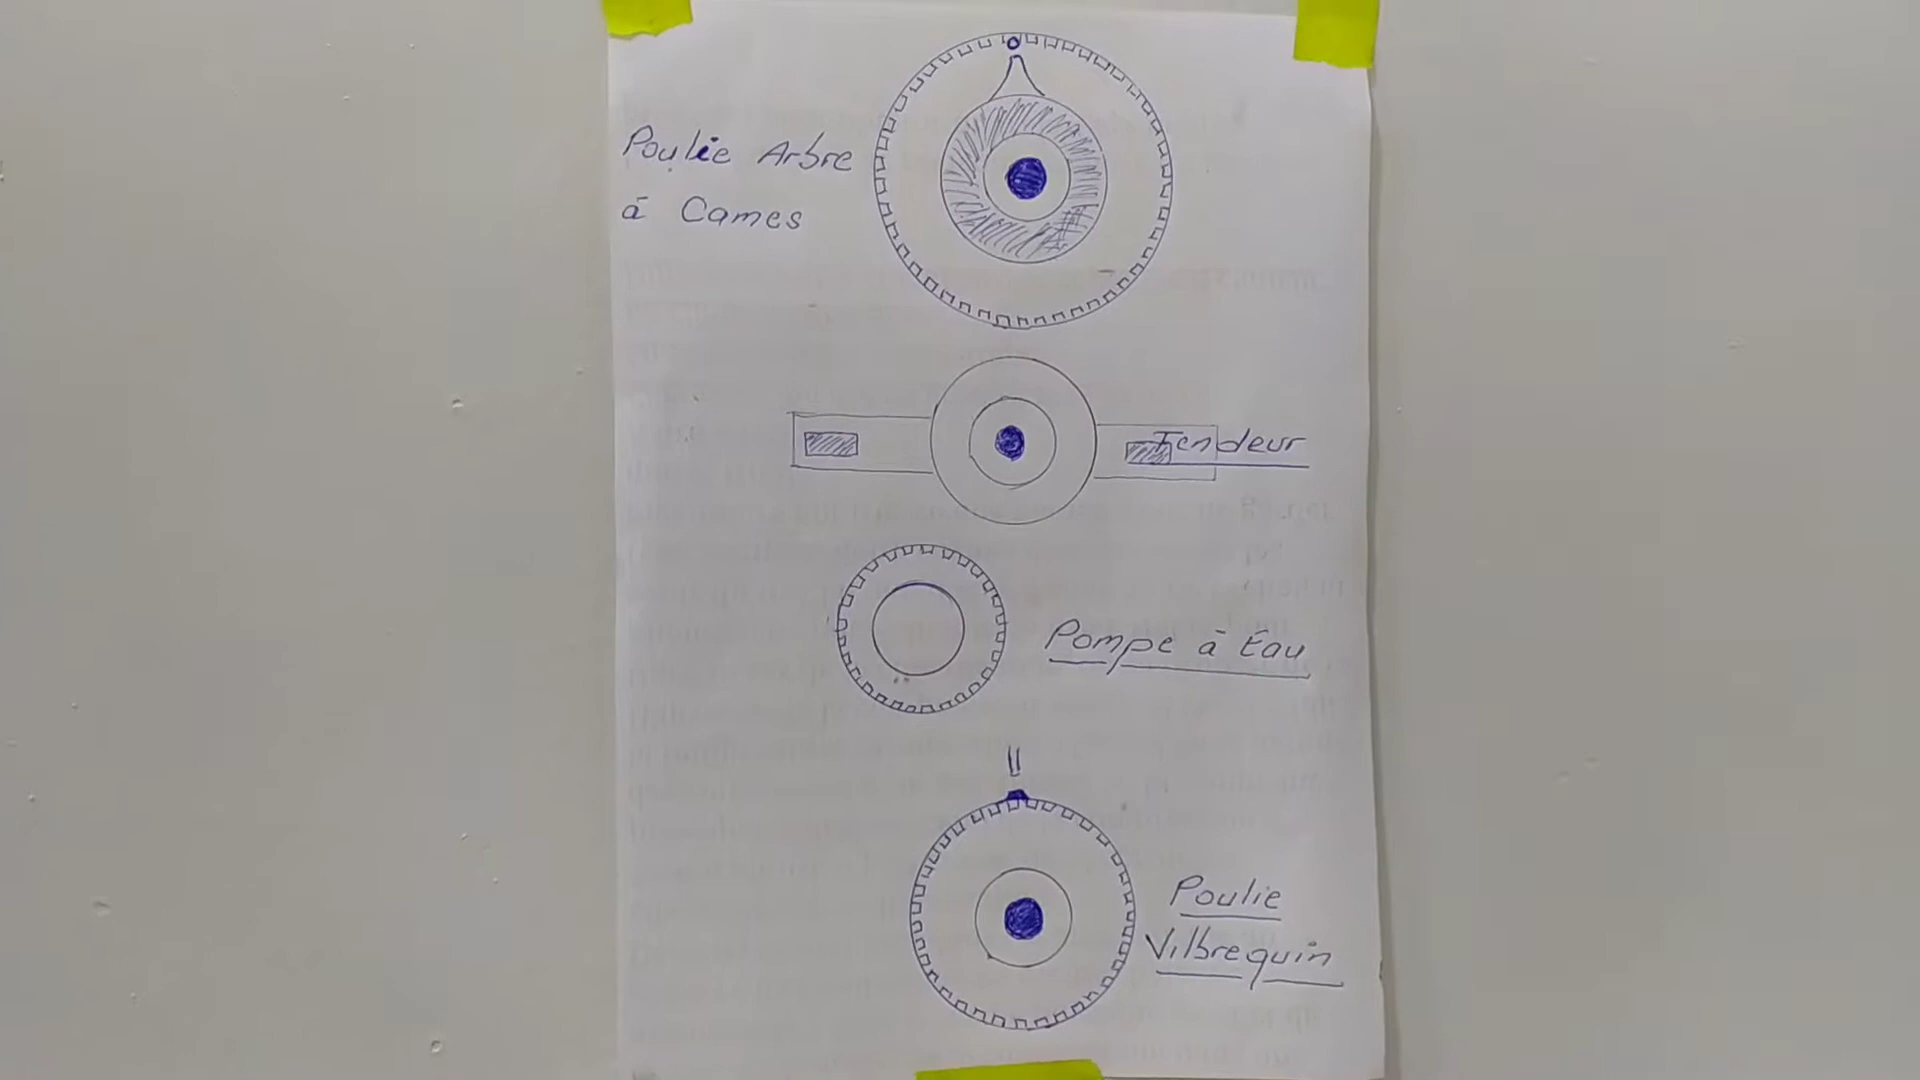 Poulie Arbre
à Cames
Tendeur
Pompe à Eau
Poulie
Vilbrequin